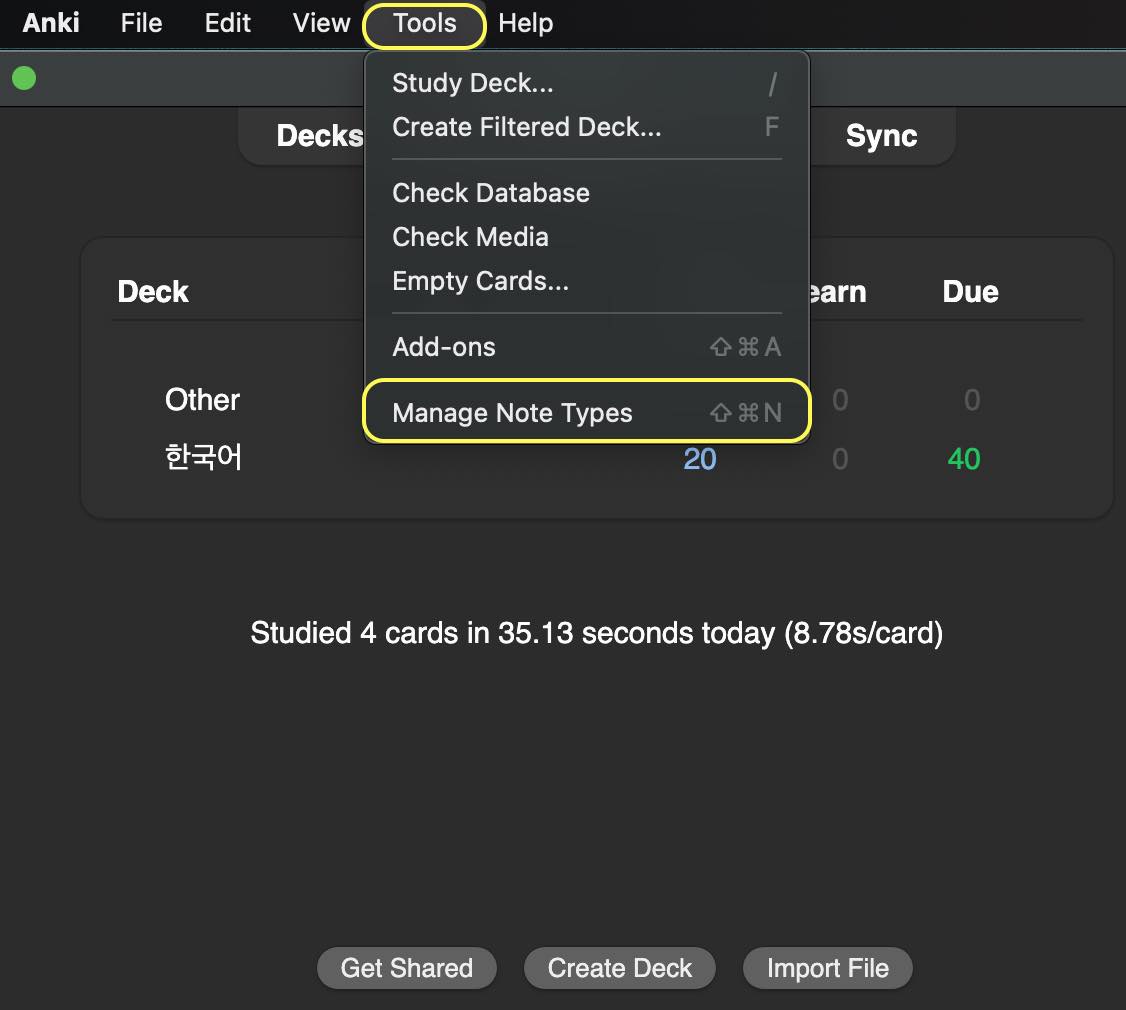 Anki File Edit View Tools Help
Study Deck... /
Create Filtered Deck... F
Decks Sync
Check Database
Check Media
Empty Cards...
Deck earn Due
Add-ons ⇧⌘A
Other 0 0
Manage Note Types ⇧⌘N
한국어 20 0 40
Studied 4 cards in 35.13 seconds today (8.78s/card)
Get Shared Create Deck Import File